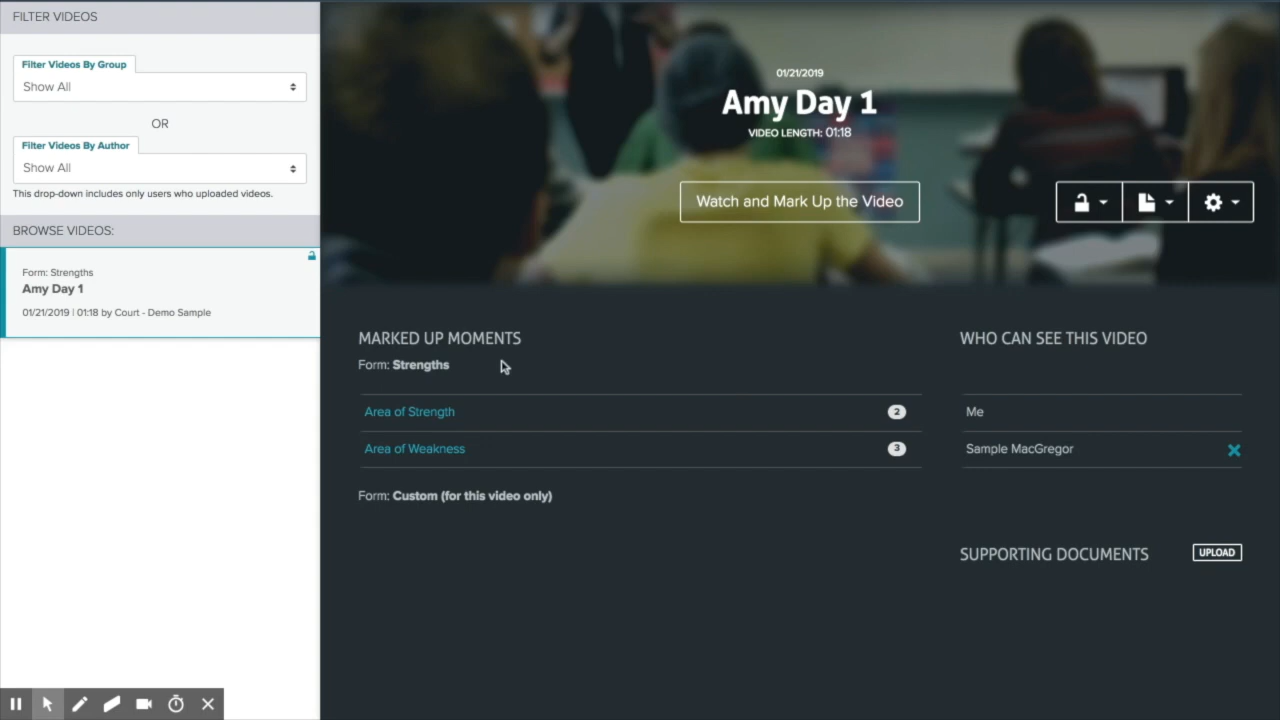 FILTER VIDEOS
Filter Videos By Group
Show All
OR
Filter Videos By Author
Show All
This drop-down includes only users who uploaded videos.
BROWSE VIDEOS:
Form: Strengths
Amy Day 1
01/21/2019 | 01:18 by Court - Demo Sample
01/21/2019
Amy Day 1
VIDEO LENGTH: 01:18
Watch and Mark Up the Video
MARKED UP MOMENTS
Form: Strengths
Area of Strength 2
Area of Weakness 3
Form: Custom (for this video only)
WHO CAN SEE THIS VIDEO
Me
Sample MacGregor
SUPPORTING DOCUMENTS UPLOAD